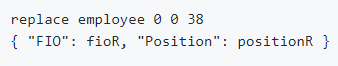 replace employee 0 0 38
{ "FIO": fioR, "Position": positionR }